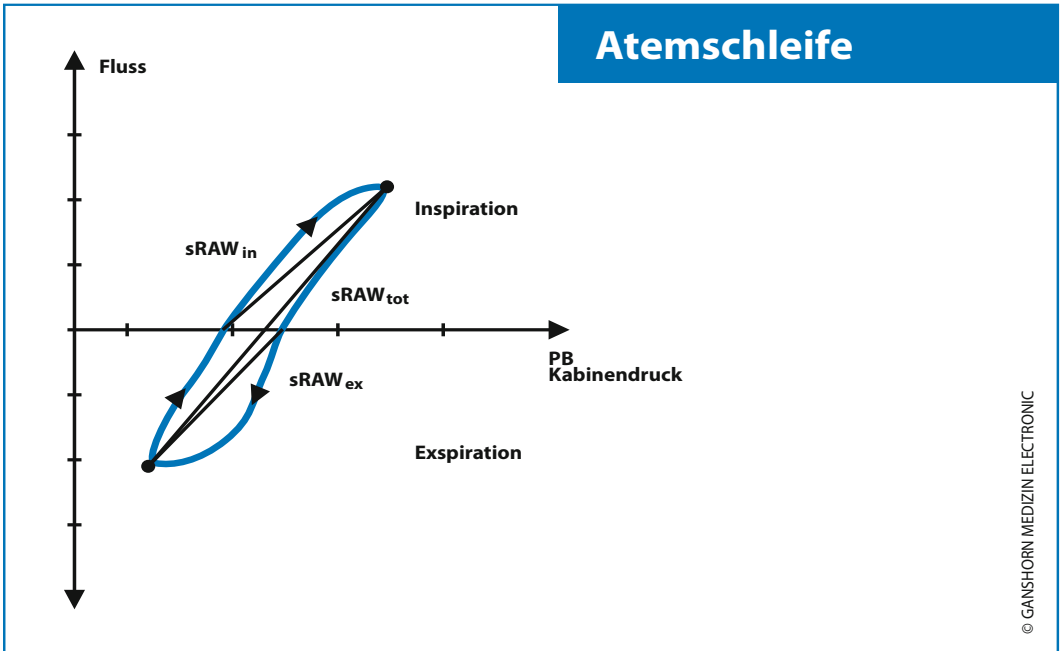 Atemschleife
Fluss
Inspiration
sRAW in
sRAW tot
PB
Kabinendruck
sRAW ex
Exspiration
© GANSHORN MEDIZIN ELECTRONIC